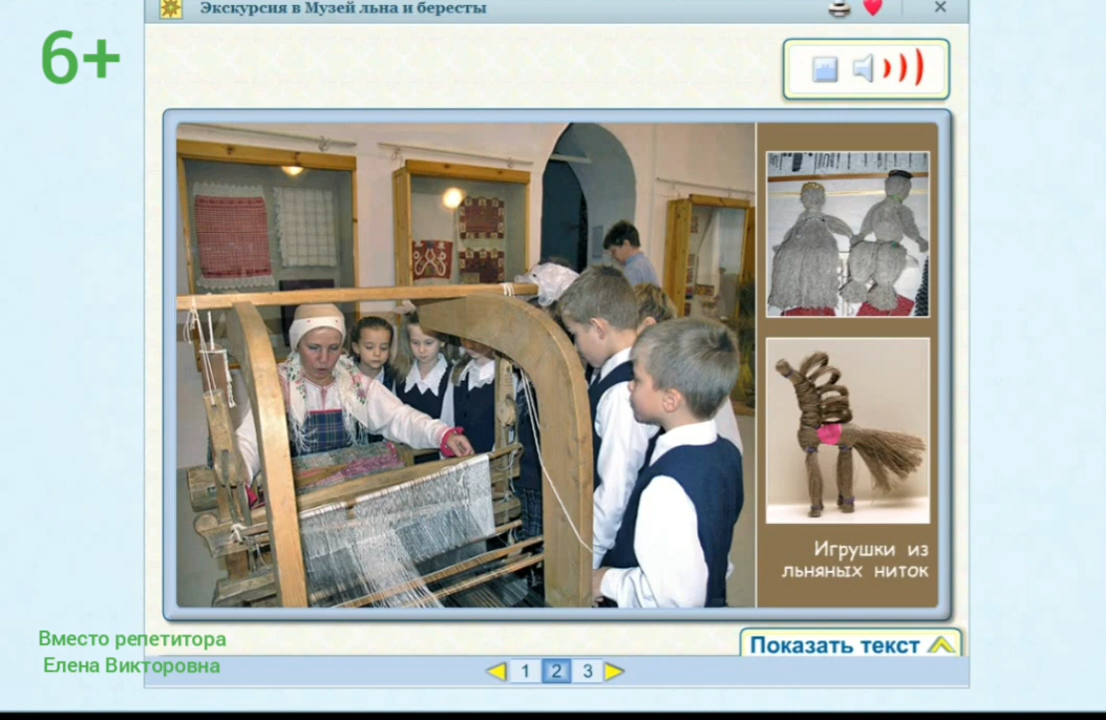 Экскурсия в Музей льна и бересты
6+
Игрушки из
льняных ниток
Показать текст
Вместо репетитора
Елена Викторовна
1 2 3